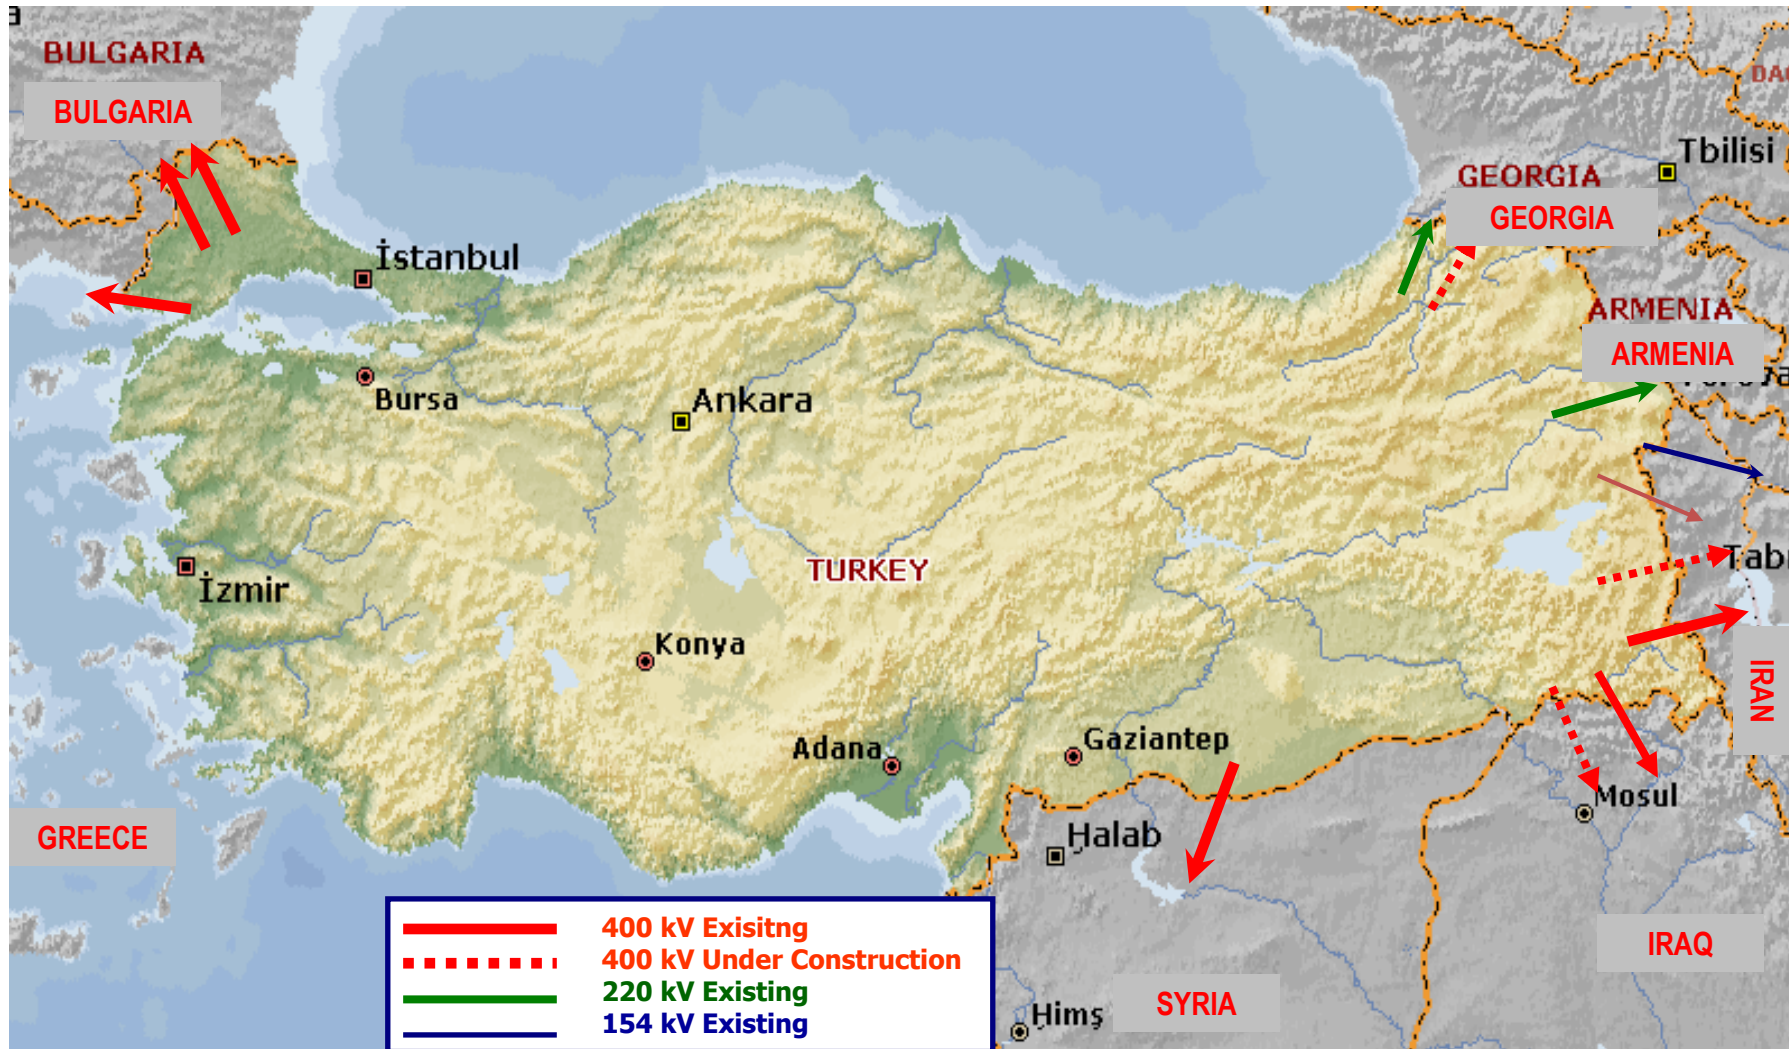 BULGARIA
BULGARIA
Tbilisi
GEORGIA
GEORGIA
İstanbul
ARMENIA
ARMENIA
Bursa
Ankara
TURKEY
İzmir
Konya
IRAN
Adana
Gaziantep
Mosul
GREECE
Halab
IRAQ
SYRIA
Himş
400 kV Exisitng
400 kV Under Construction
220 kV Existing
154 kV Existing